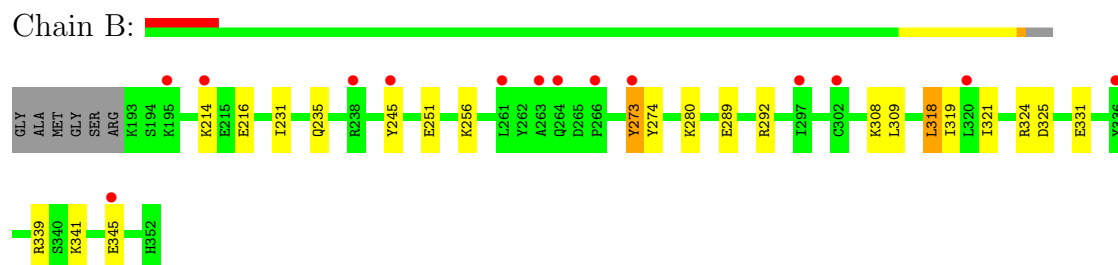 Chain B:
GLY ALA MET GLY SER ARG K193 S194 K195 K214 E215 E216 I231 Q235 R238 Y245 E251 K256 L261 Y262 A263 Q264 D265 P266 Y273 Y274 K280 E289 R292 I297 C302 K308 L309 L318 I319 L320 I321 R324 D325 E331
R339 S340 K341 E345 H352